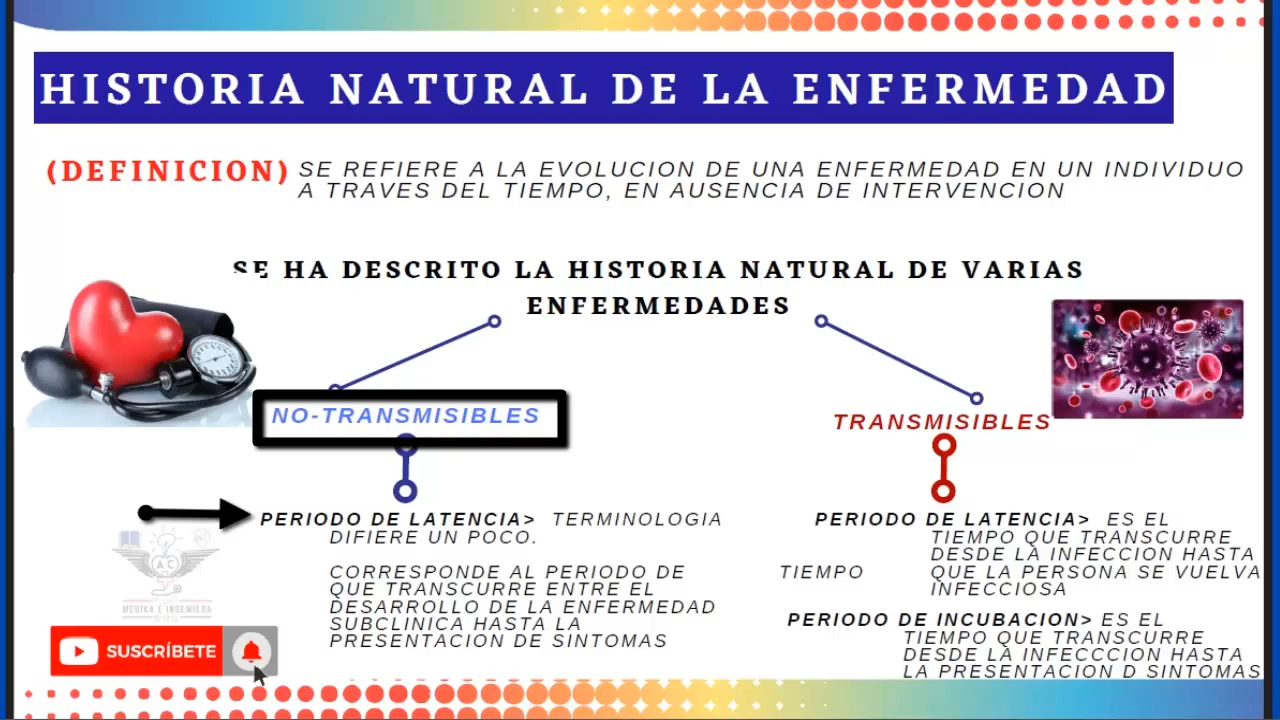 HISTORIA NATURAL DE LA ENFERMEDAD
(DEFINICION) SE REFIERE A LA EVOLUCION DE UNA ENFERMEDAD EN UN INDIVIDUO
A TRAVES DEL TIEMPO, EN AUSENCIA DE INTERVENCION
SE HA DESCRITO LA HISTORIA NATURAL DE VARIAS
ENFERMEDADES
NO-TRANSMISIBLES
PERIODO DE LATENCIA> TERMINOLOGIA
DIFIERE UN POCO.
CORRESPONDE AL PERIODO DE
QUE TRANSCURRE ENTRE EL
DESARROLLO DE LA ENFERMEDAD
SUBCLINICA HASTA LA
PRESENTACION DE SINTOMAS
TIEMPO
TRANSMISIBLES
PERIODO DE LATENCIA> ES EL
TIEMPO QUE TRANSCURRE
DESDE LA INFECCION HASTA
QUE LA PERSONA SE VUELVA
INFECCIOSA
PERIODO DE INCUBACION> ES EL
TIEMPO QUE TRANSCURRE
DESDE LA INFECCCION HASTA
LA PRESENTACION D SINTOMAS
AC
MEDIKA E INGENIERIA
SUSCRÍBETE